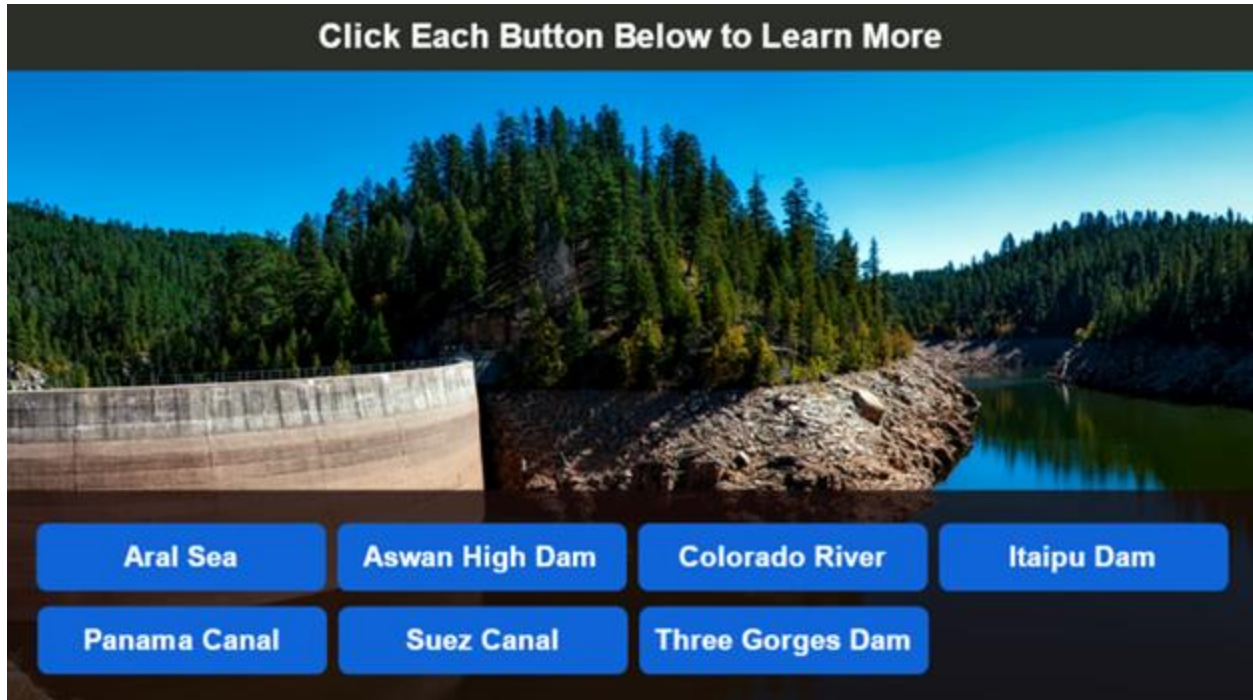 Click Each Button Below to Learn More
Aral Sea
Aswan High Dam
Colorado River
Itaipu Dam
Panama Canal
Suez Canal
Three Gorges Dam